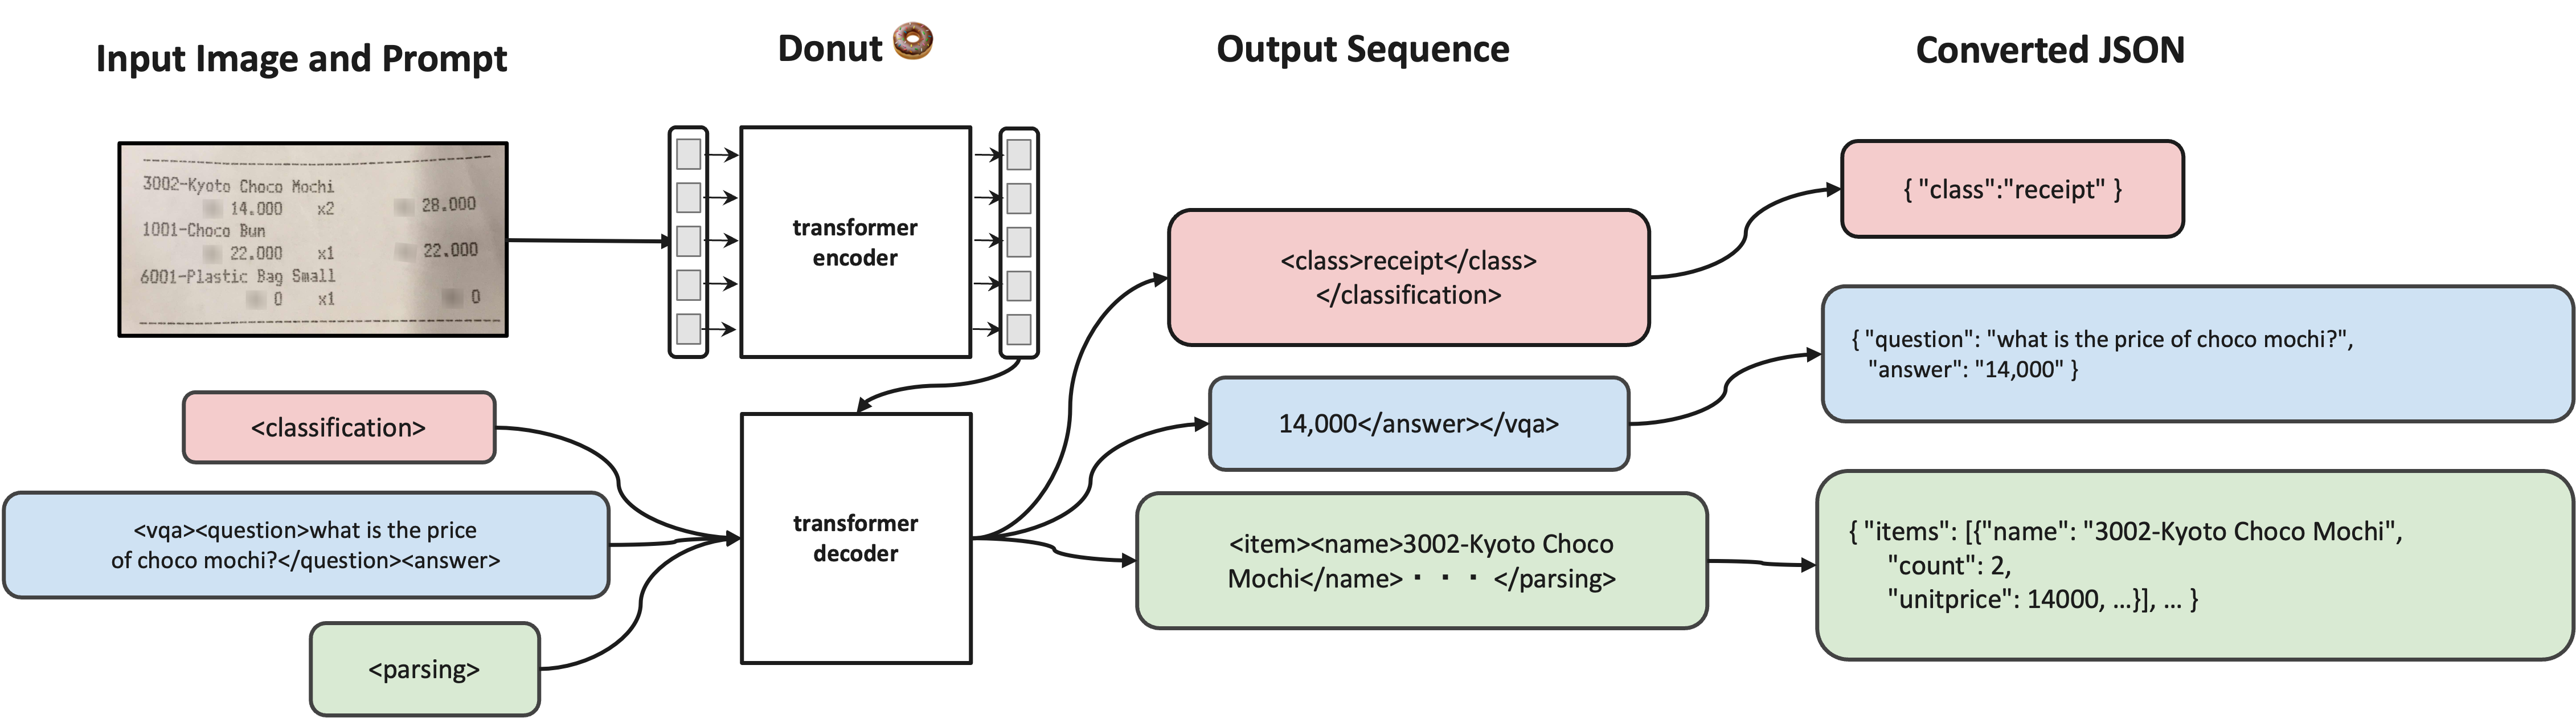 Input Image and Prompt
Donut
Output Sequence
Converted JSON
3002-Kyoto Choco Mochi
14.000 x2 28.000
1001-Choco Bun
22.000 x1 22.000
6001-Plastic Bag Small
0 x1 0
<classification>
<vqa><question>what is the price
of choco mochi?</question><answer>
<parsing>
transformer
encoder
transformer
decoder
<class>receipt</class>
</classification>
14,000</answer></vqa>
<item><name>3002-Kyoto Choco
Mochi</name>・・・</parsing>
{ "class":"receipt" }
{ "question": "what is the price of choco mochi?",
"answer": "14,000" }
{ "items": [{"name": "3002-Kyoto Choco Mochi",
"count": 2,
"unitprice": 14000, …}], … }